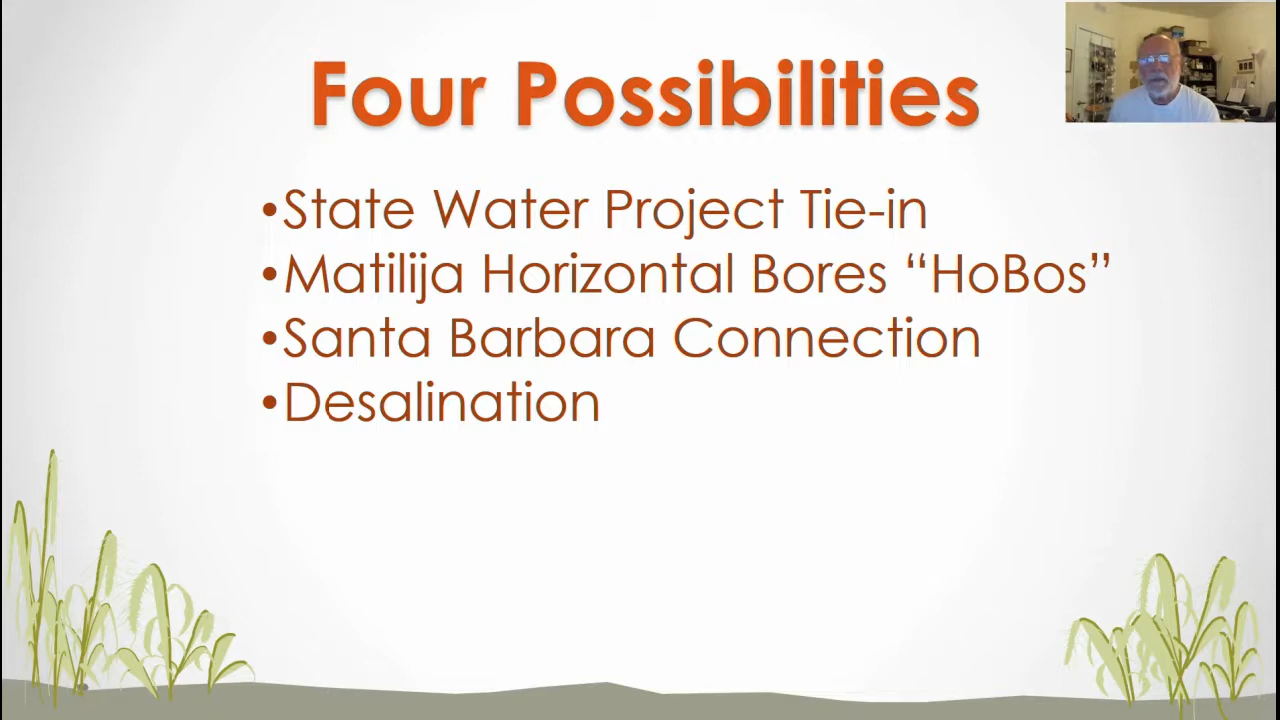 Four Possibilities
•State Water Project Tie-in
•Matilija Horizontal Bores “HoBos”
•Santa Barbara Connection
•Desalination